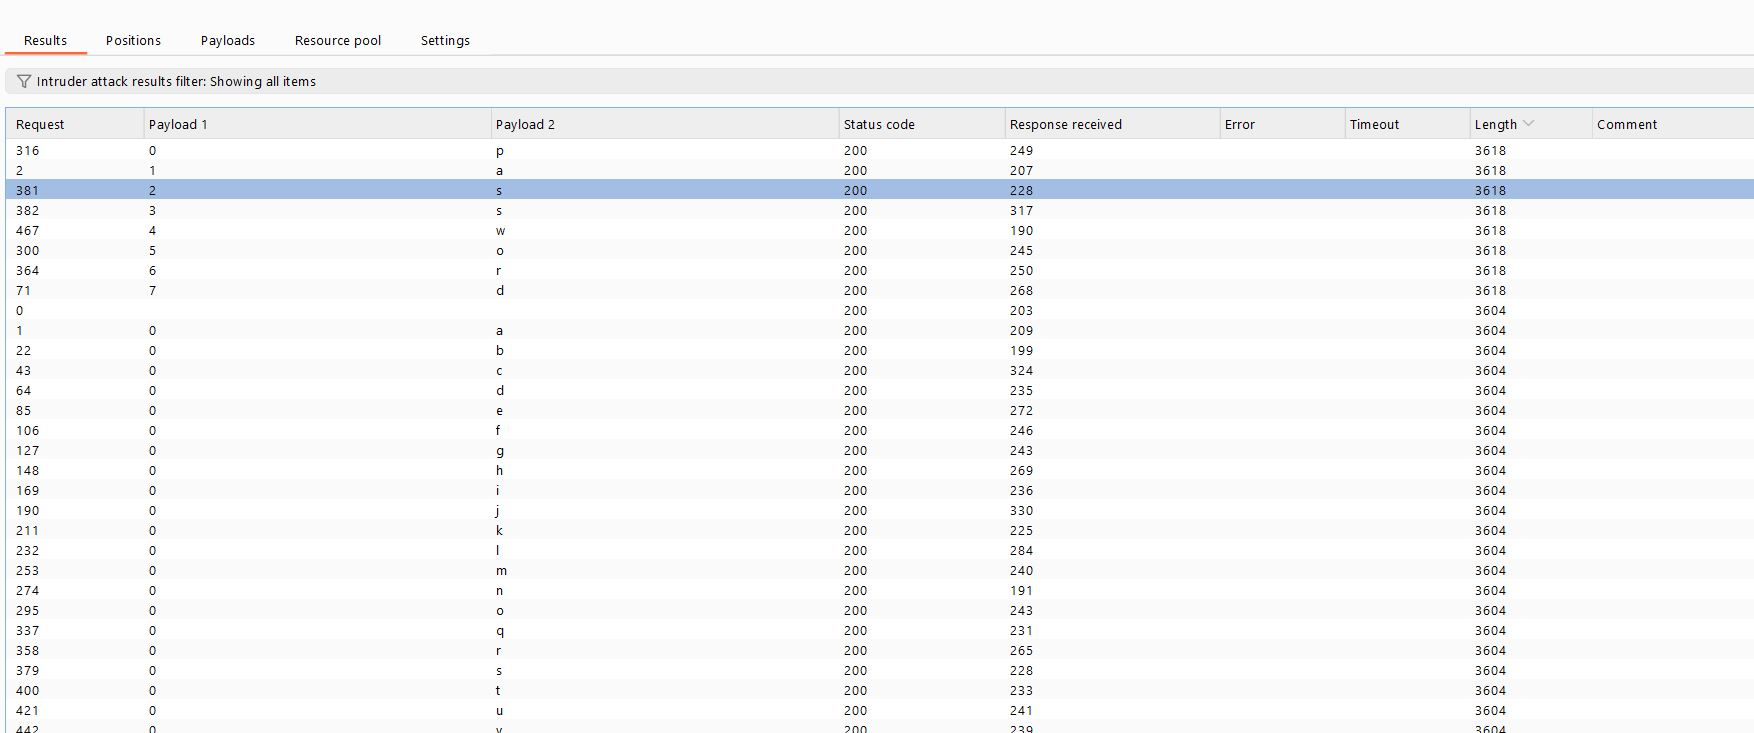 Results Positions Payloads Resource pool Settings
Intruder attack results filter: Showing all items
Request Payload 1 Payload 2 Status code Response received Error Timeout Length Comment
316 0 p 200 249 3618
2 1 a 200 207 3618
381 2 s 200 228 3618
382 3 s 200 317 3618
467 4 w 200 190 3618
300 5 o 200 245 3618
364 6 r 200 250 3618
71 7 d 200 268 3618
0 200 203 3604
1 0 a 200 209 3604
22 0 b 200 199 3604
43 0 c 200 324 3604
64 0 d 200 235 3604
85 0 e 200 272 3604
106 0 f 200 246 3604
127 0 g 200 243 3604
148 0 h 200 269 3604
169 0 i 200 236 3604
190 0 j 200 330 3604
211 0 k 200 225 3604
232 0 l 200 284 3604
253 0 m 200 240 3604
274 0 n 200 191 3604
295 0 o 200 243 3604
337 0 q 200 231 3604
358 0 r 200 265 3604
379 0 s 200 228 3604
400 0 t 200 233 3604
421 0 u 200 241 3604
442 0 v 200 239 3604